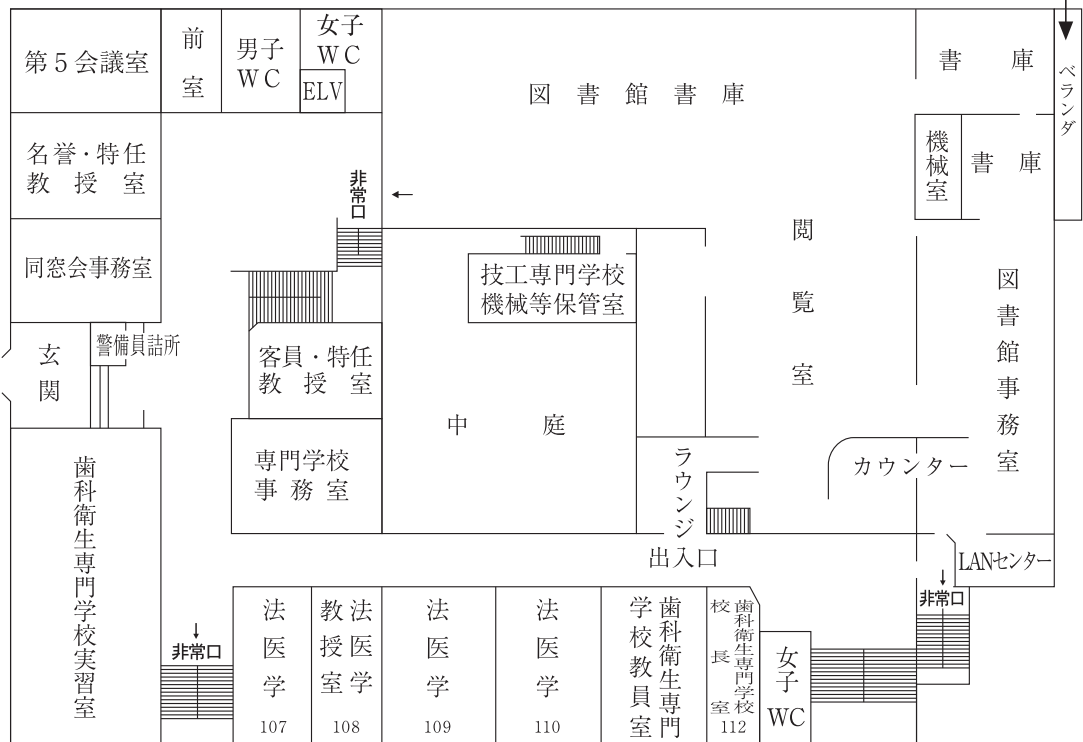 第5会議室
前室
男子
WC
女子
WC
ELV
図書館書庫
書庫
ベランダ
名誉・特任
教授室
非常口
←
機械室
書庫
同窓会事務室
技工専門学校
機械等保管室
閲覧室
図書館事務室
玄関
警備員詰所
客員・特任
教授室
中庭
専門学校
事務室
ラウンジ
カウンター
歯科衛生専門学校実習室
出入口
LANセンター
↓
非常口
↓
非常口
法医学
107
法医学
教授室
108
法医学
109
法医学
110
歯科衛生専門
学校教員室
歯科衛生専門学校
校長室
112
女子
WC